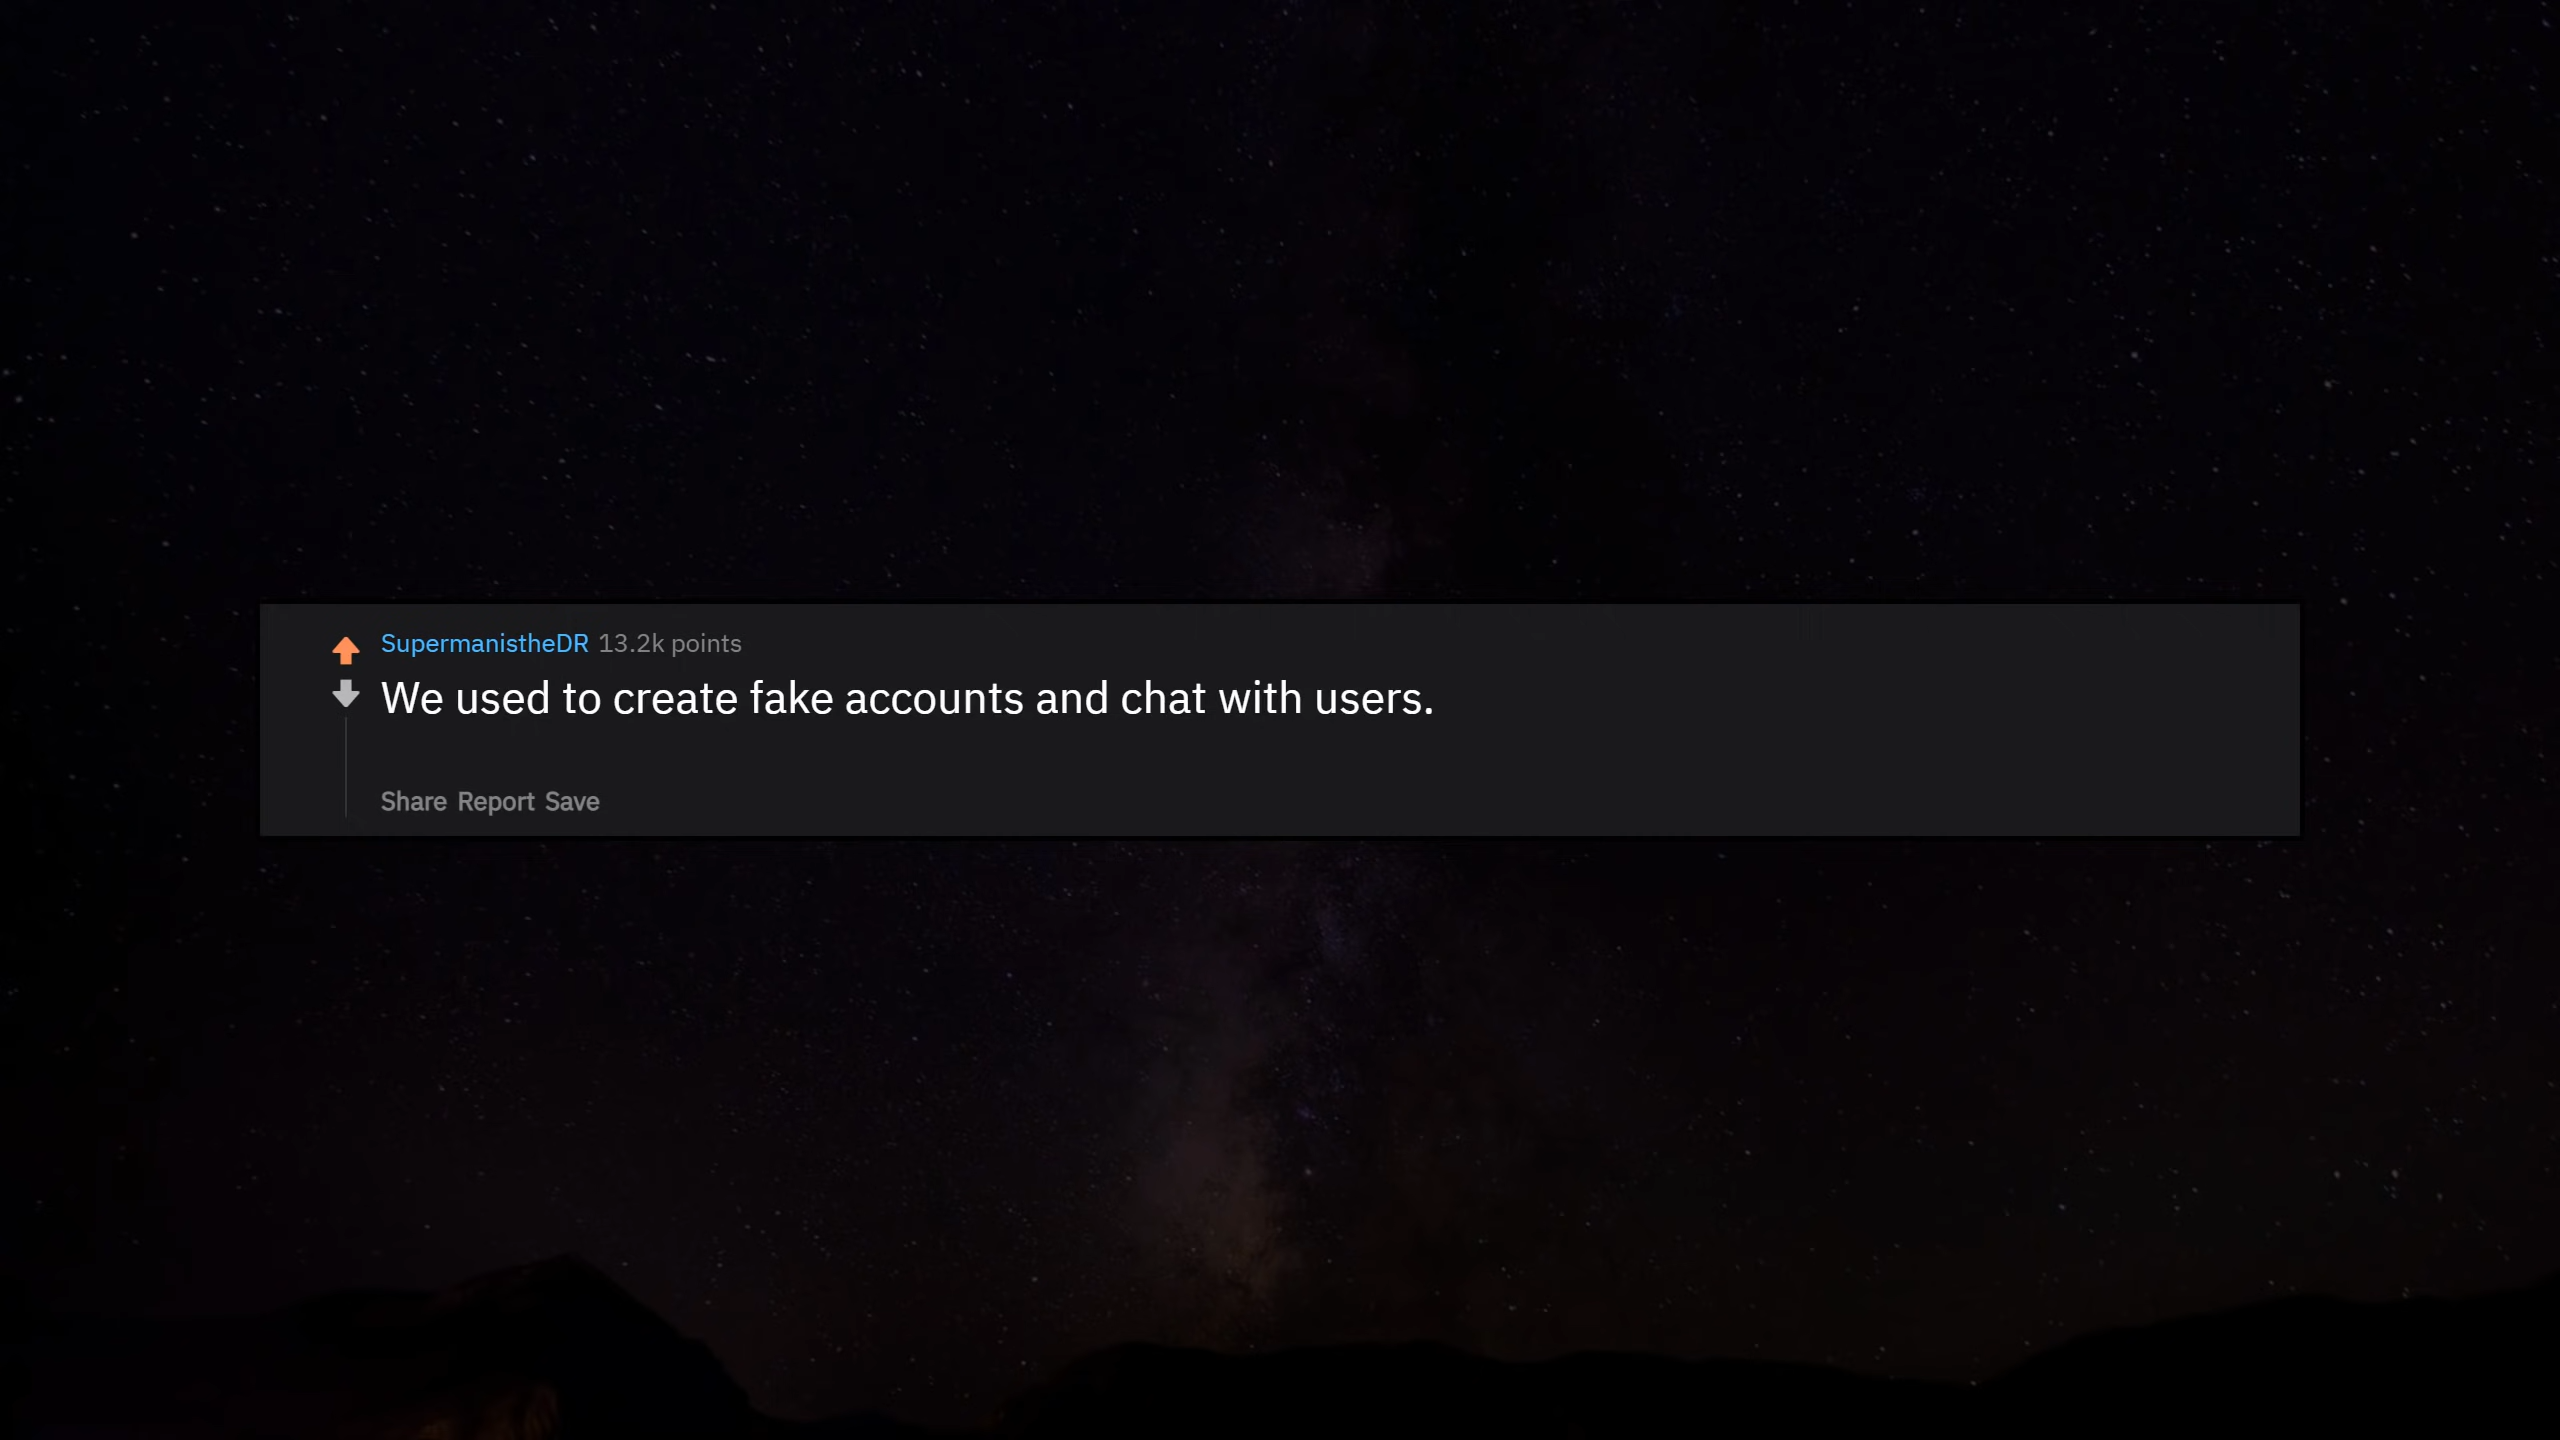 SupermanistheDR 13.2k points
We used to create fake accounts and chat with users.
Share Report Save